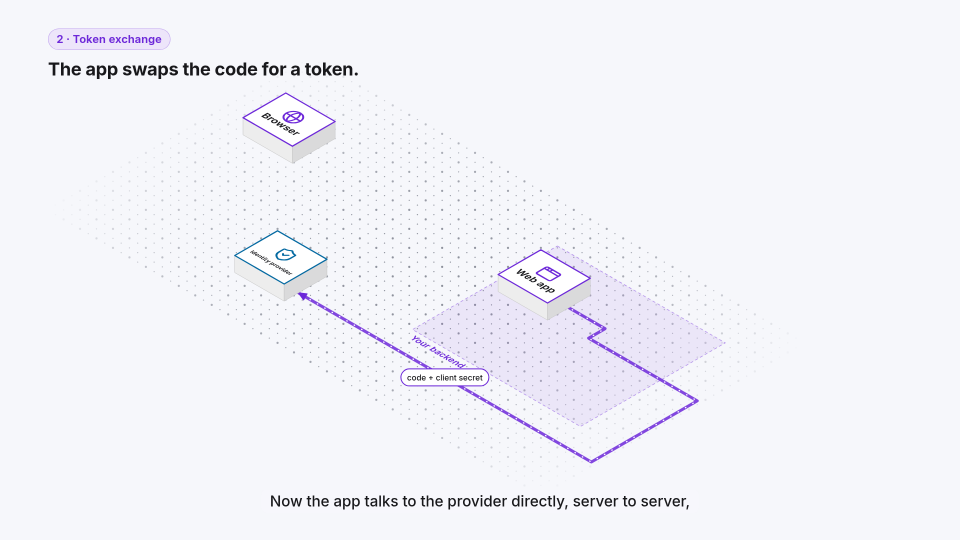 2 · Token exchange
The app swaps the code for a token.
Browser
Identity provider
Web app
Your backend
code + client secret
Now the app talks to the provider directly, server to server,